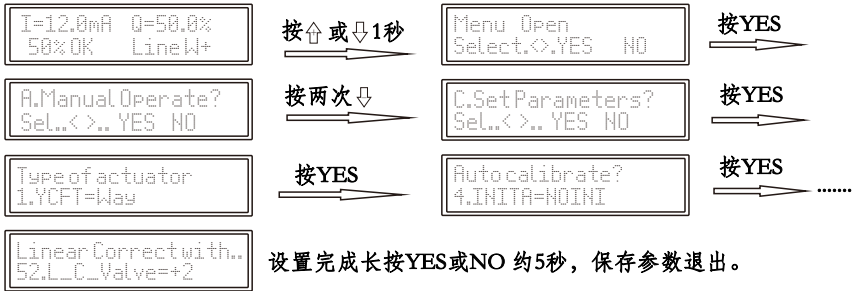 I=12.0mA Q=50.0%
50%OK LineW+
按⇧或⇩1秒
Menu Open
Select.<>.YES NO
按YES
A.Manual Operate?
Sel..< >.. YES NO
按两次⇩
C.Set Parameters?
Sel..< >.. YES NO
按YES
Type of actuator
1.YCFT=Way
按YES
Auto calibrate?
4.INITA=NOINI
按YES
.......
Linear Correct with..
52.L_C_Valve=+2
设置完成长按YES或NO 约5秒，保存参数退出。